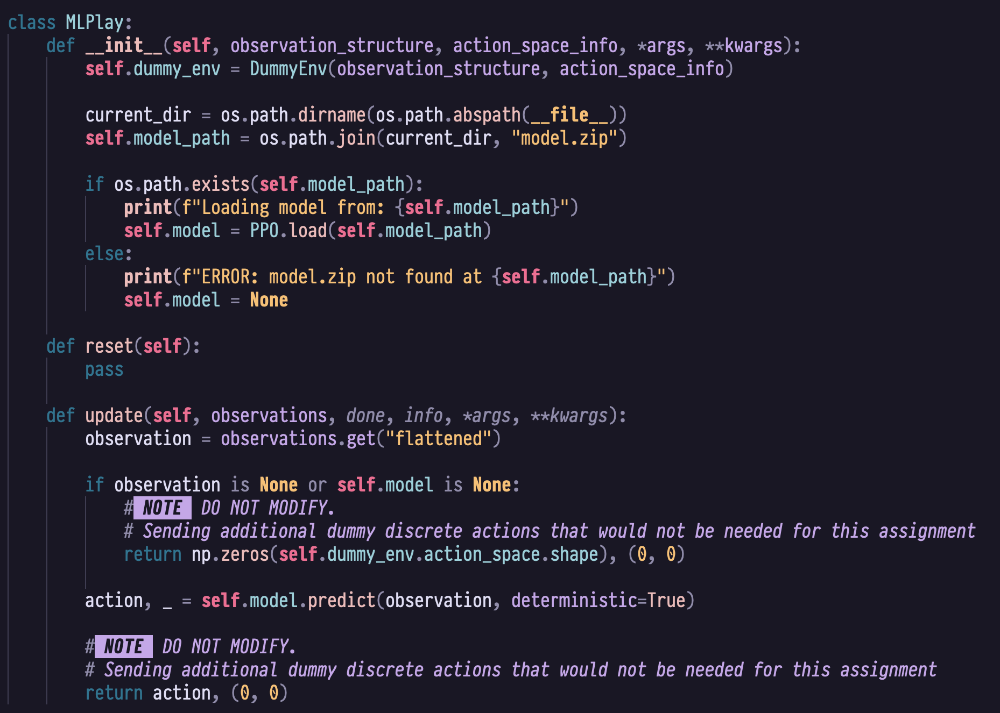 class MLPlay:
    def __init__(self, observation_structure, action_space_info, *args, **kwargs):
        self.dummy_env = DummyEnv(observation_structure, action_space_info)

        current_dir = os.path.dirname(os.path.abspath(__file__))
        self.model_path = os.path.join(current_dir, "model.zip")

        if os.path.exists(self.model_path):
            print(f"Loading model from: {self.model_path}")
            self.model = PPO.load(self.model_path)
        else:
            print(f"ERROR: model.zip not found at {self.model_path}")
            self.model = None

    def reset(self):
        pass

    def update(self, observations, done, info, *args, **kwargs):
        observation = observations.get("flattened")

        if observation is None or self.model is None:
            # NOTE  DO NOT MODIFY.
            # Sending additional dummy discrete actions that would not be needed for this assignment
            return np.zeros(self.dummy_env.action_space.shape), (0, 0)

        action, _ = self.model.predict(observation, deterministic=True)

        # NOTE  DO NOT MODIFY.
        # Sending additional dummy discrete actions that would not be needed for this assignment
        return action, (0, 0)